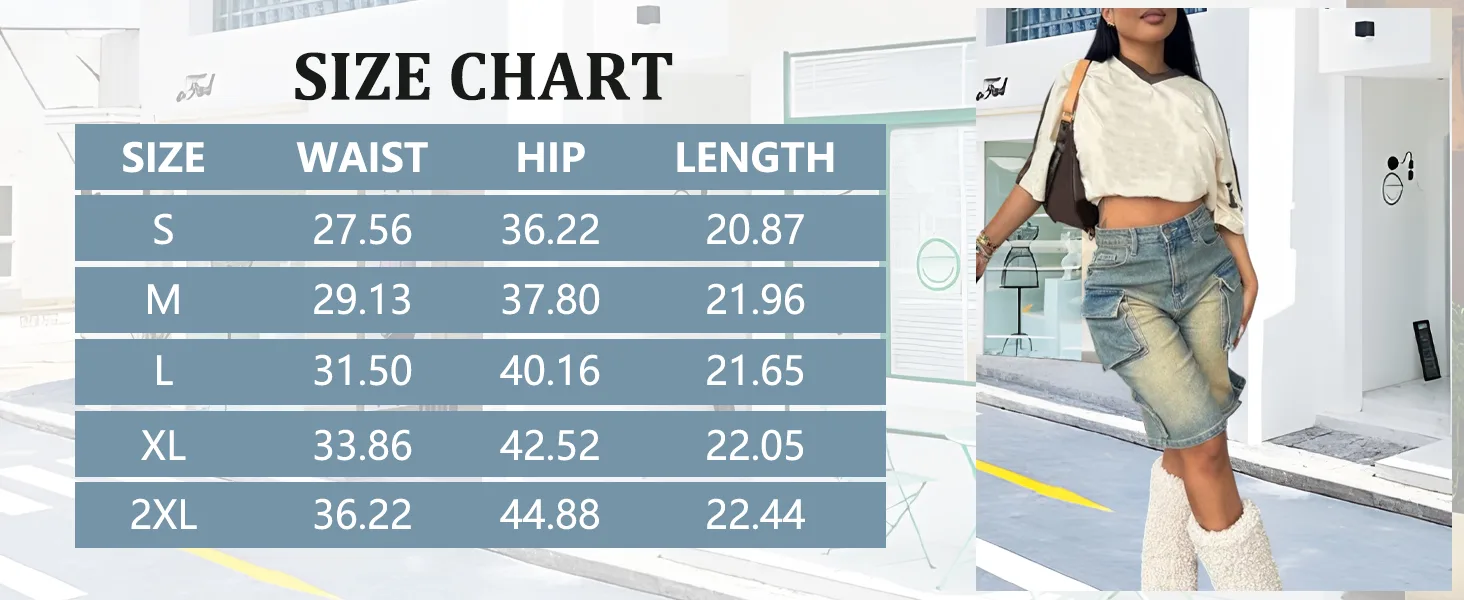 SIZE CHART
SIZE WAIST HIP LENGTH
S 27.56 36.22 20.87
M 29.13 37.80 21.96
L 31.50 40.16 21.65
XL 33.86 42.52 22.05
2XL 36.22 44.88 22.44